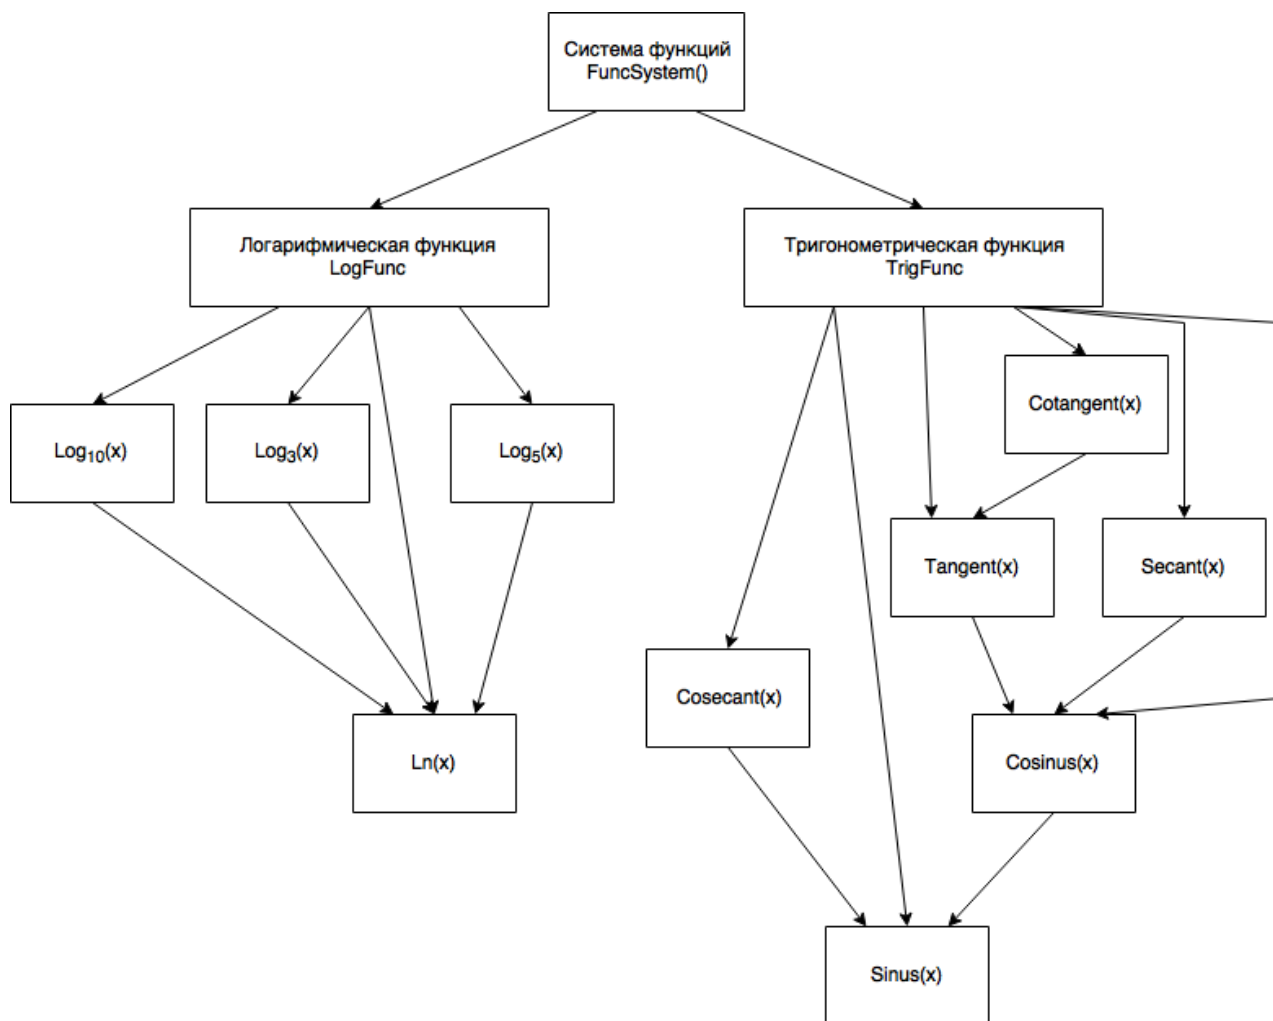 Система функций
FuncSystem()
Логарифмическая функция
LogFunc
Тригонометрическая функция
TrigFunc
Cotangent(x)
Log₁₀(x)
Log₃(x)
Log₅(x)
Tangent(x)
Secant(x)
Cosecant(x)
Ln(x)
Cosinus(x)
Sinus(x)